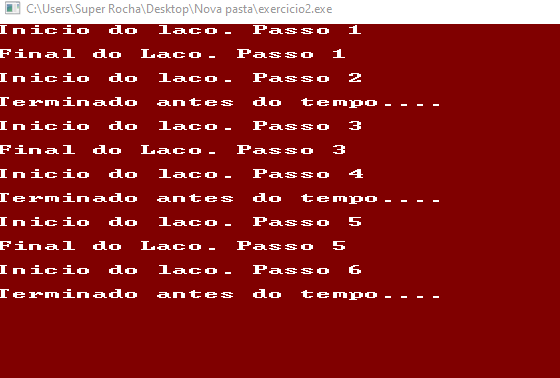 C:\Users\Super Rocha\Desktop\Nova pasta\exercicio2.exe
Inicio do laco. Passo 1
Final do Laco. Passo 1
Inicio do laco. Passo 2
Terminado antes do tempo....
Inicio do laco. Passo 3
Final do Laco. Passo 3
Inicio do laco. Passo 4
Terminado antes do tempo....
Inicio do laco. Passo 5
Final do Laco. Passo 5
Inicio do laco. Passo 6
Terminado antes do tempo....